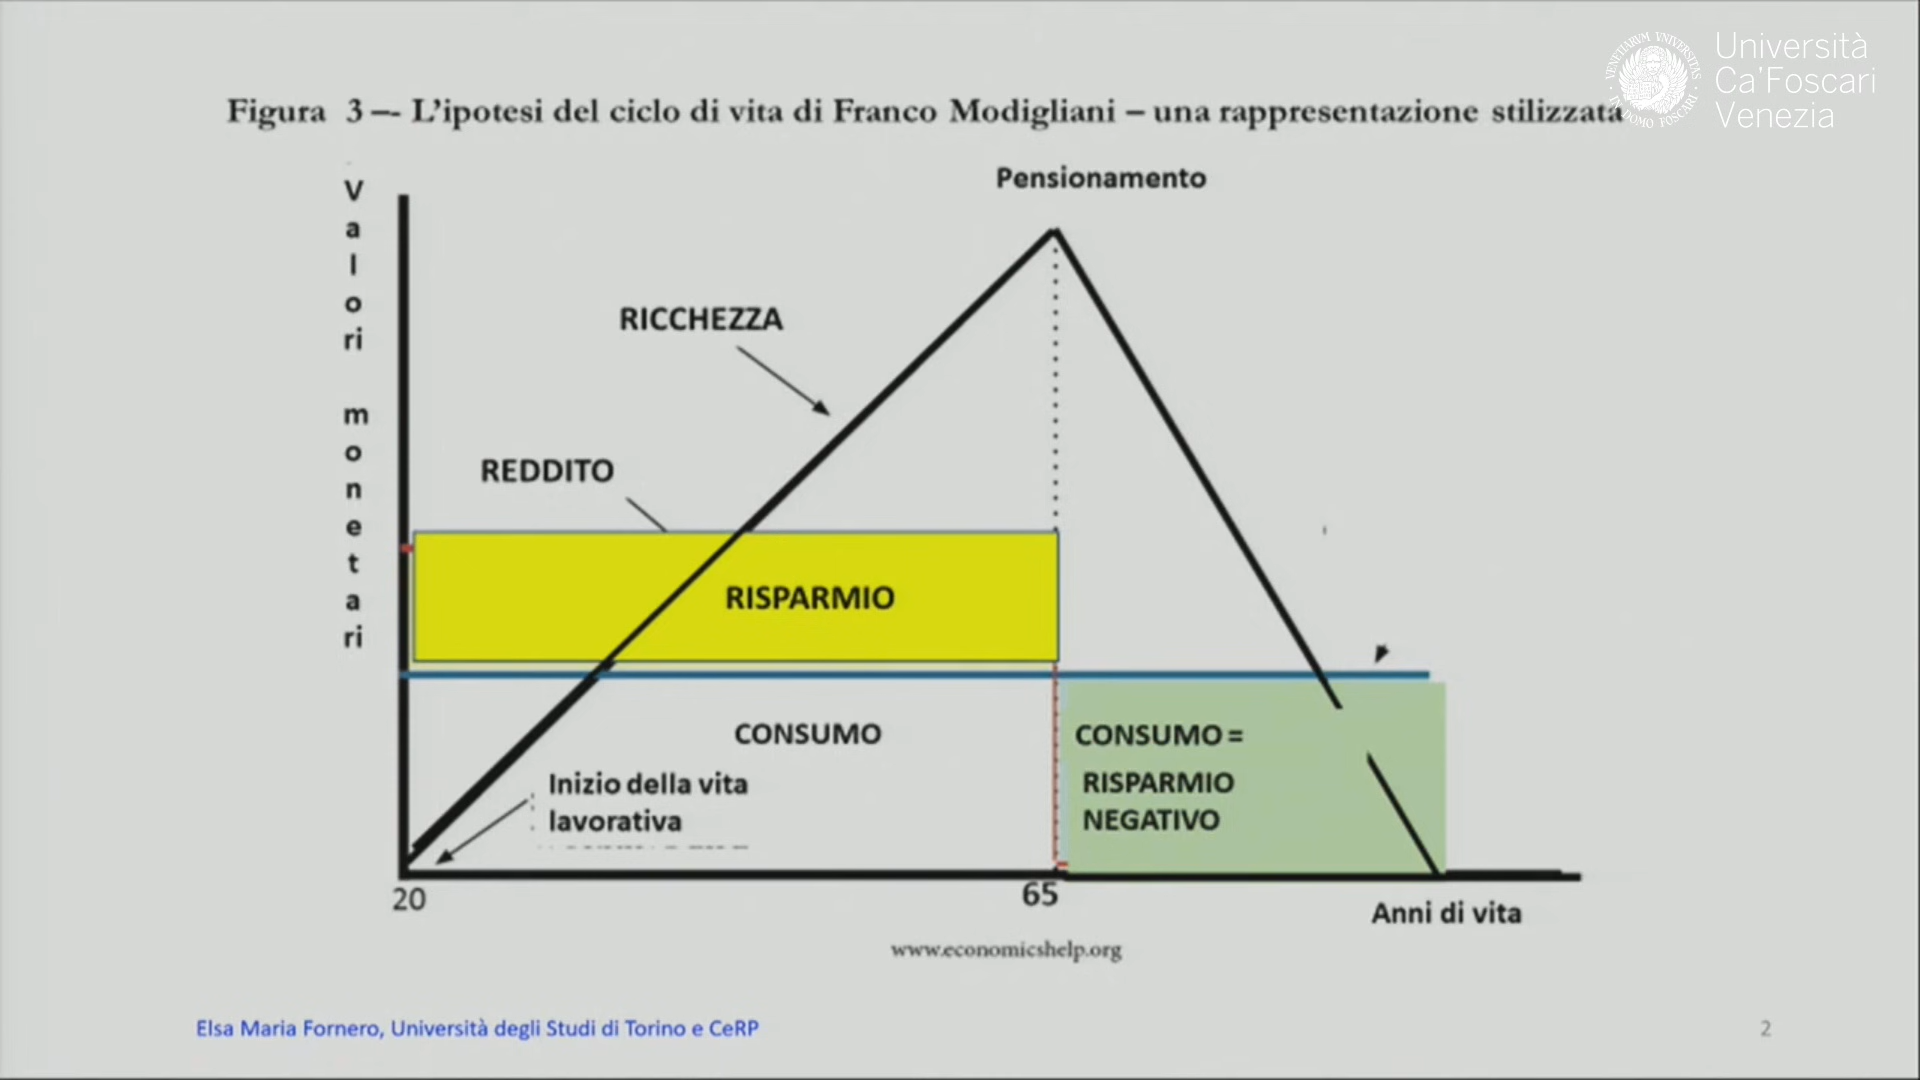 Università
Ca'Foscari
Venezia
Figura 3 –- L'ipotesi del ciclo di vita di Franco Modigliani – una rappresentazione stilizzata
Pensionamento
Valori monetari
RICCHEZZA
REDDITO
RISPARMIO
CONSUMO
CONSUMO =
RISPARMIO
NEGATIVO
Inizio della vita
lavorativa
20
65
Anni di vita
www.economicshelp.org
Elsa Maria Fornero, Università degli Studi di Torino e CeRP
2